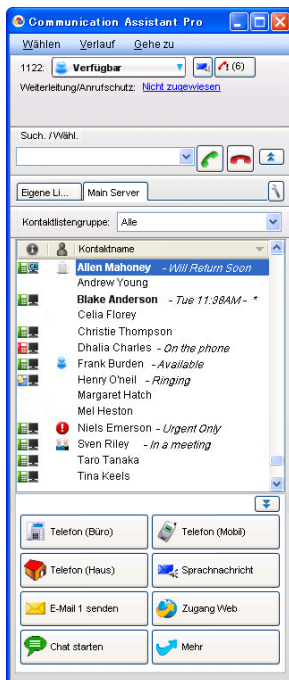 Communication Assistant Pro
Wählen Verlauf Gehe zu
1122: Verfügbar (6)
Weiterleitung/Anrufschutz: Nicht zugewiesen
Such. /Wähl.
Eigene Li... Main Server
Kontaktlistengruppe: Alle
Kontaktname
Allen Mahoney - Will Return Soon
Andrew Young
Blake Anderson - Tue 11:38AM - *
Celia Florey
Christie Thompson
Dhalia Charles - On the phone
Frank Burden - Available
Henry O'neil - Ringing
Margaret Hatch
Mel Heston
Niels Emerson - Urgent Only
Sven Riley - In a meeting
Taro Tanaka
Tina Keels
Telefon (Büro) Telefon (Mobil)
Telefon (Haus) Sprachnachricht
E-Mail 1 senden Zugang Web
Chat starten Mehr